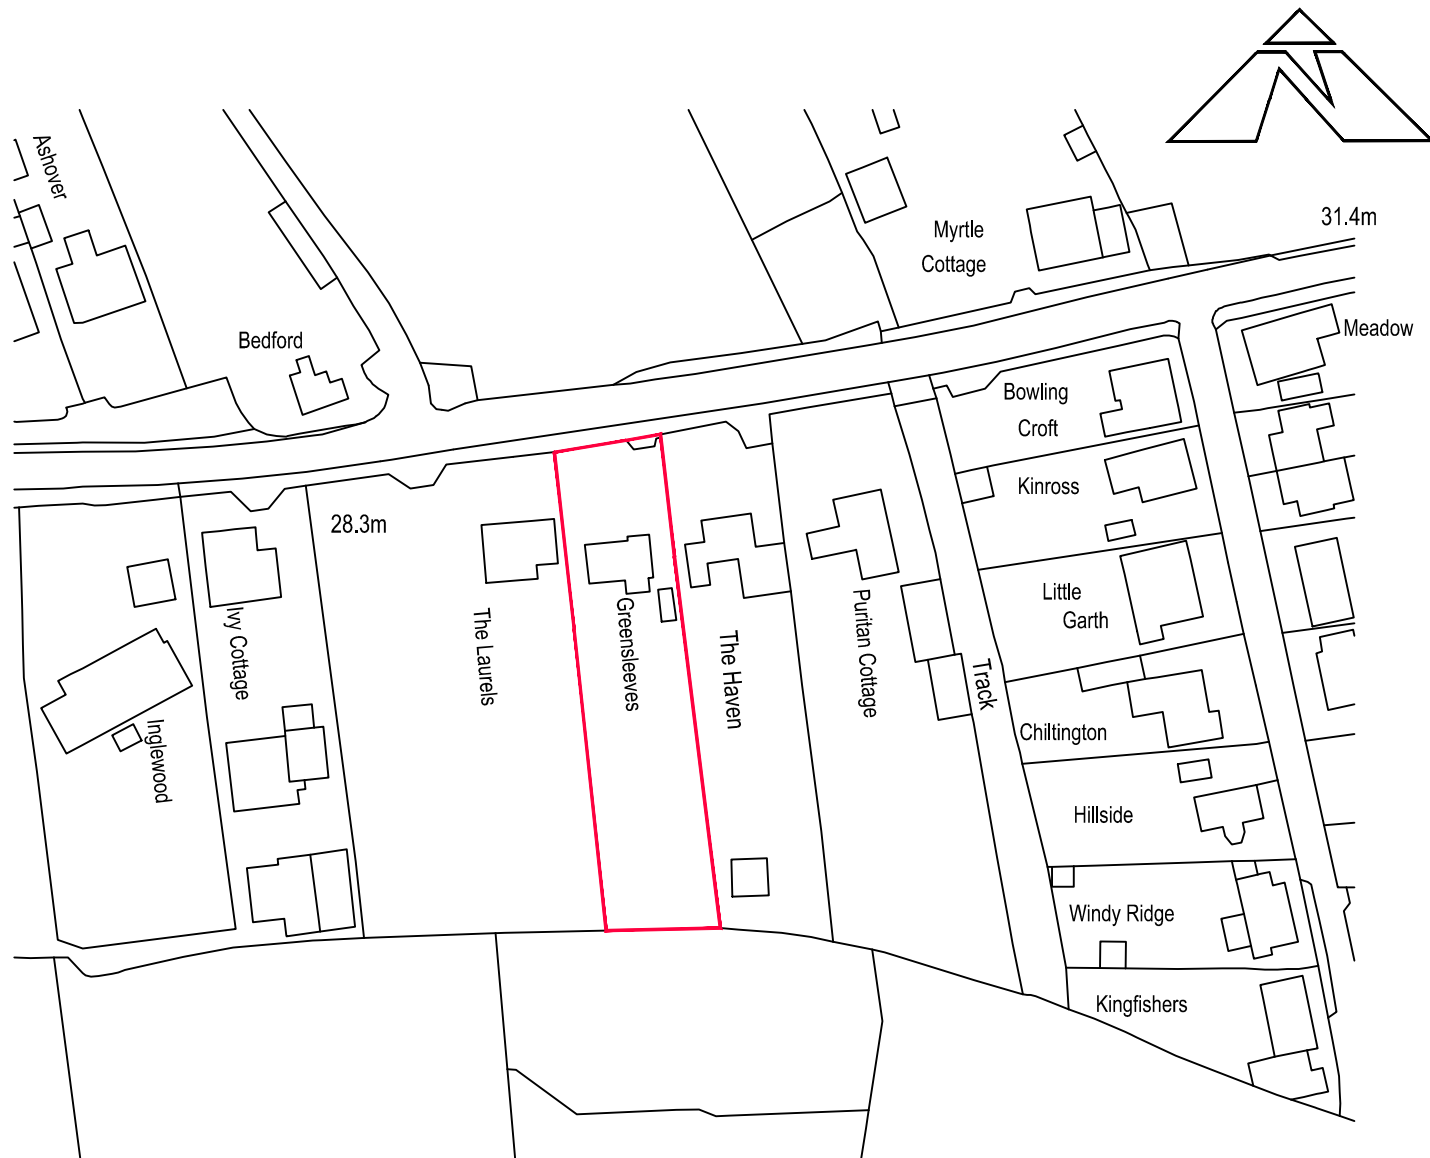 Ashover
31.4m
Myrtle
Cottage
Bedford
Meadow
Bowling
Croft
Kinross
28.3m
Little
Garth
Ivy Cottage
The Laurels
Greensleeves
The Haven
Puritan Cottage
Track
Inglewood
Chiltington
Hillside
Windy Ridge
Kingfishers
N